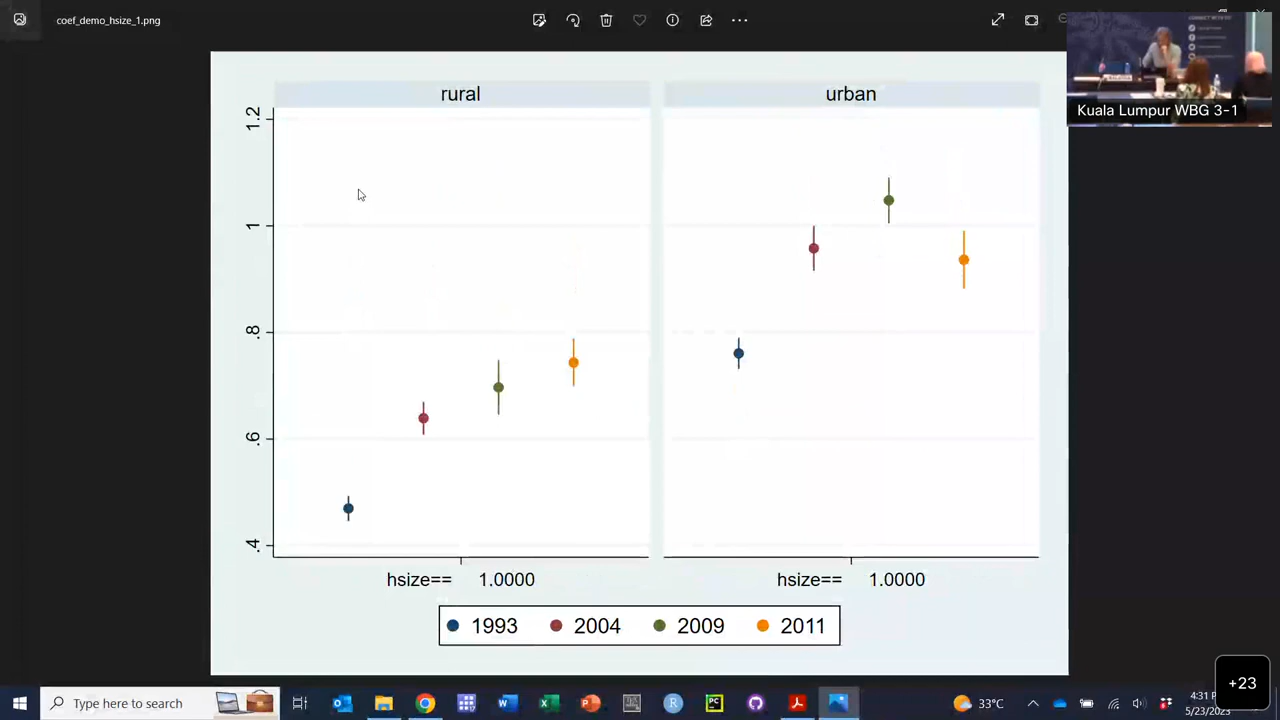 coef_demo_hsize_1.png
Kuala Lumpur WBG 3-1
rural
urban
1.2
1
.8
.6
.4
hsize== 1.0000
hsize== 1.0000
1993
2004
2009
2011
+23
Type here to search
33°C
4:31 P
5/23/202